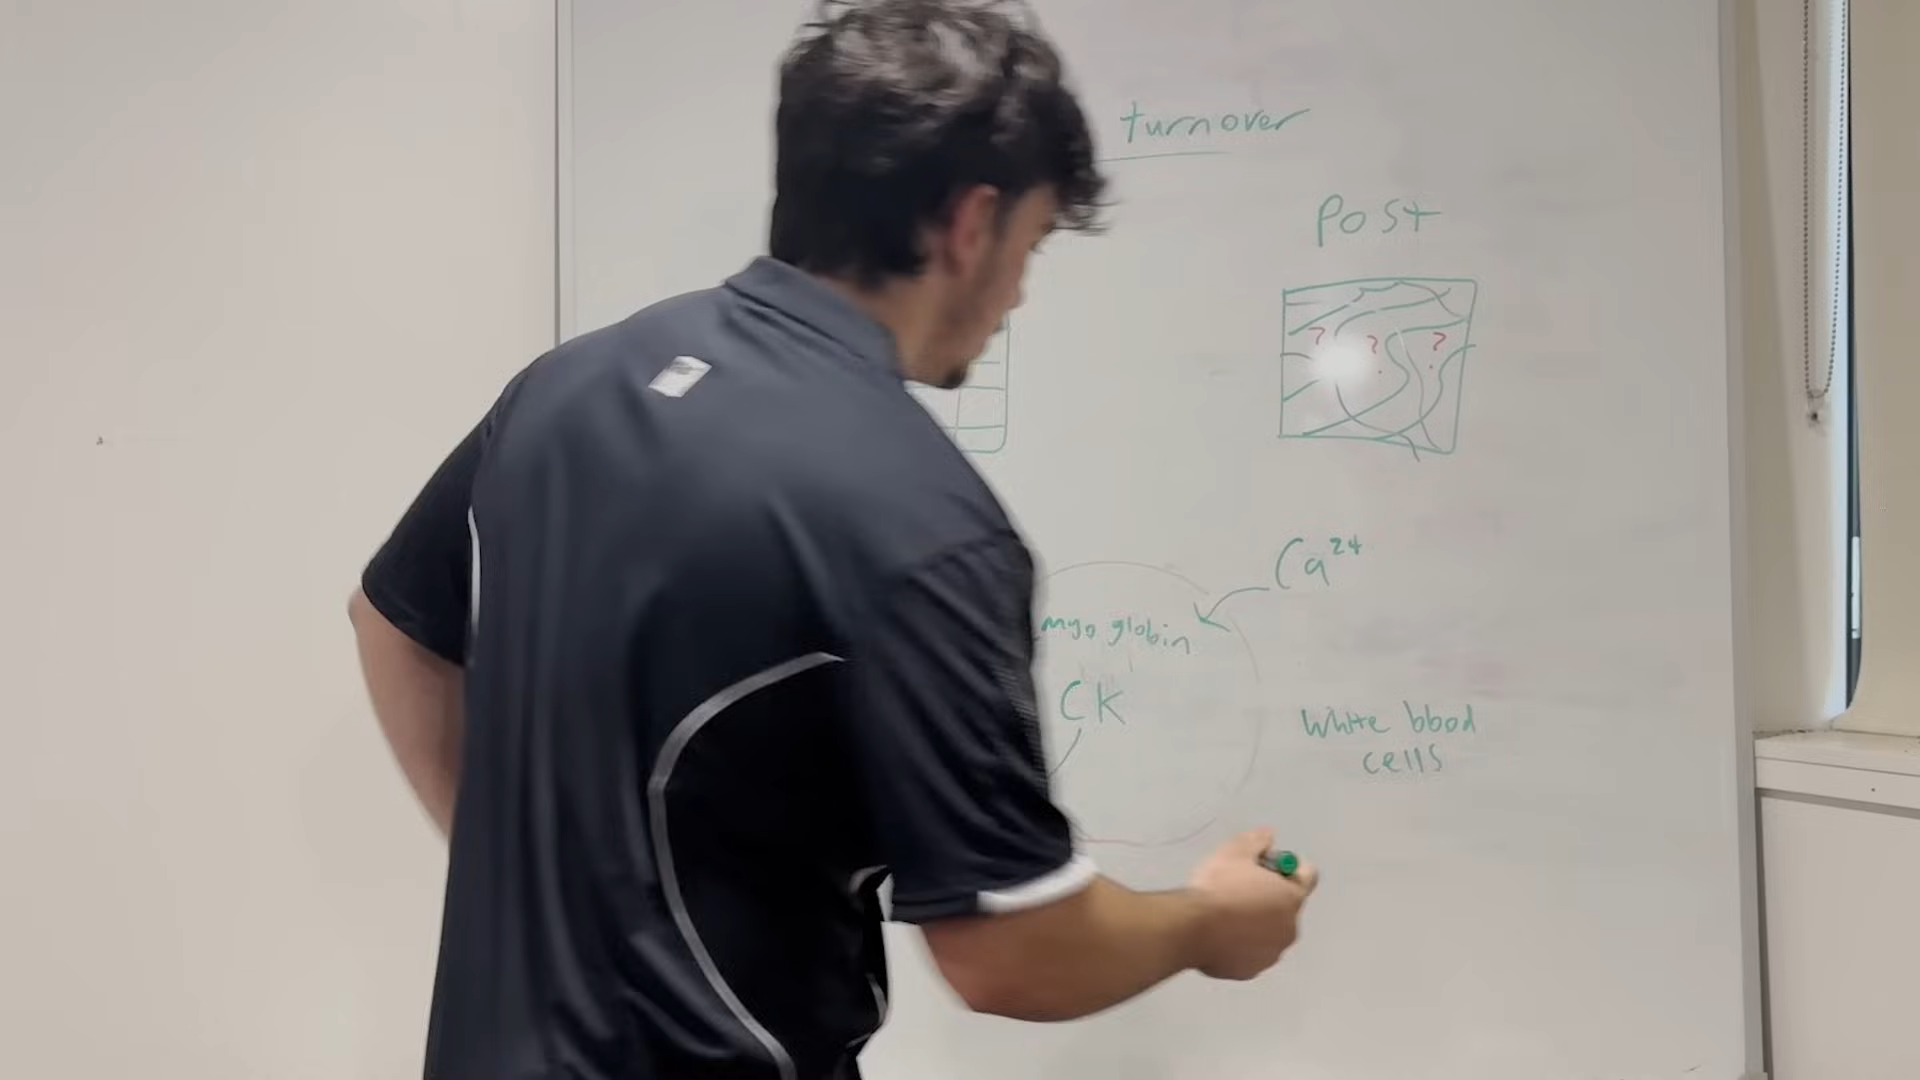 turnover
Post
? ? ?
Ca²⁺
myoglobin
CK
White blood
cells